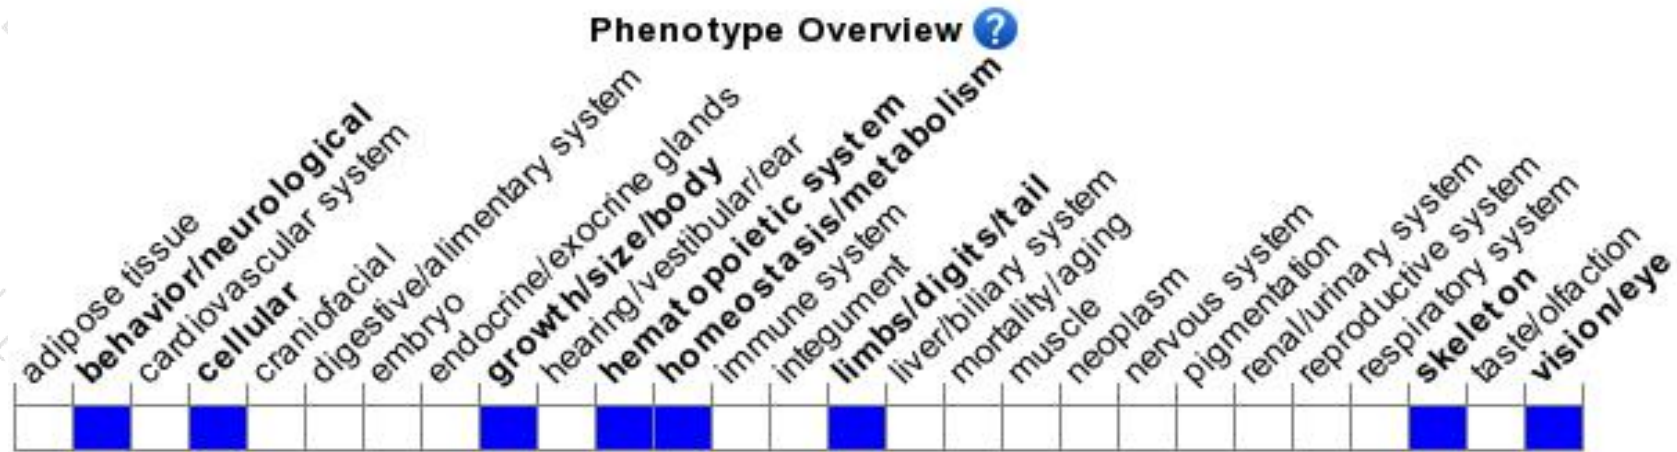 Phenotype Overview ?
adipose tissue
behavior/neurological
cardiovascular system
cellular
craniofacial
digestive/alimentary system
embryo
endocrine/exocrine glands
growth/size/body
hearing/vestibular/ear
hematopoietic system
homeostasis/metabolism
immune system
integument
limbs/digits/tail
liver/biliary system
mortality/aging
muscle
neoplasm
nervous system
pigmentation
renal/urinary system
reproductive system
respiratory system
skeleton
taste/olfaction
vision/eye